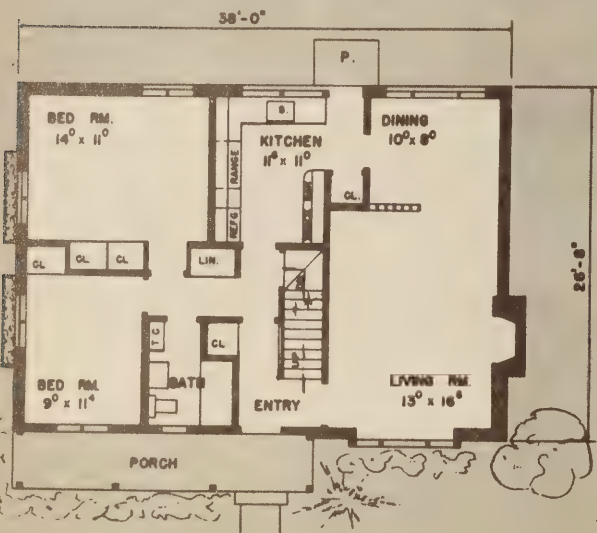 38'-0"
P.
BED RM.
14⁰ x 11⁰
S.
KITCHEN
11⁶ x 11⁰
DINING
10⁰ x 8⁰
RANGE
REFG
CL.
CL
CL
CL
LIN.
26'-8"
T.C
CL
UP
BED RM.
9⁰ x 11⁴
BATH
ENTRY
LIVING RM.
13⁰ x 16⁸
PORCH